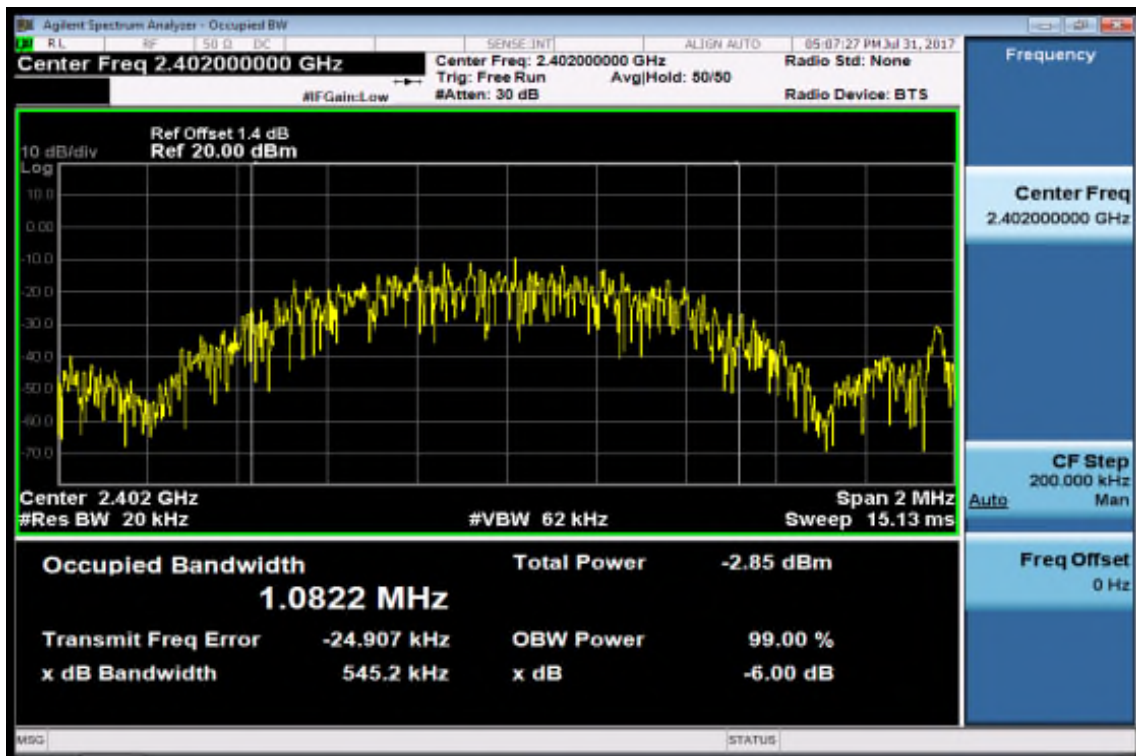 Agilent Spectrum Analyzer - Occupied BW
RL RF 50 Ω DC SENSE:INT ALIGN AUTO 05:07:27 PM Jul 31, 2017
Center Freq 2.402000000 GHz
Center Freq: 2.402000000 GHz
Radio Std: None
Trig: Free Run Avg|Hold: 50/50
#IFGain:Low
#Atten: 30 dB
Radio Device: BTS
Ref Offset 1.4 dB
10 dB/div Ref 20.00 dBm
Log
10.0
0.00
-10.0
-20.0
-30.0
-40.0
-50.0
-60.0
-70.0
Center 2.402 GHz Span 2 MHz
#Res BW 20 kHz #VBW 62 kHz Sweep 15.13 ms
Occupied Bandwidth Total Power -2.85 dBm
1.0822 MHz
Transmit Freq Error -24.907 kHz OBW Power 99.00 %
x dB Bandwidth 545.2 kHz x dB -6.00 dB
MSG STATUS
Frequency
Center Freq
2.402000000 GHz
CF Step
200.000 kHz
Auto Man
Freq Offset
0 Hz